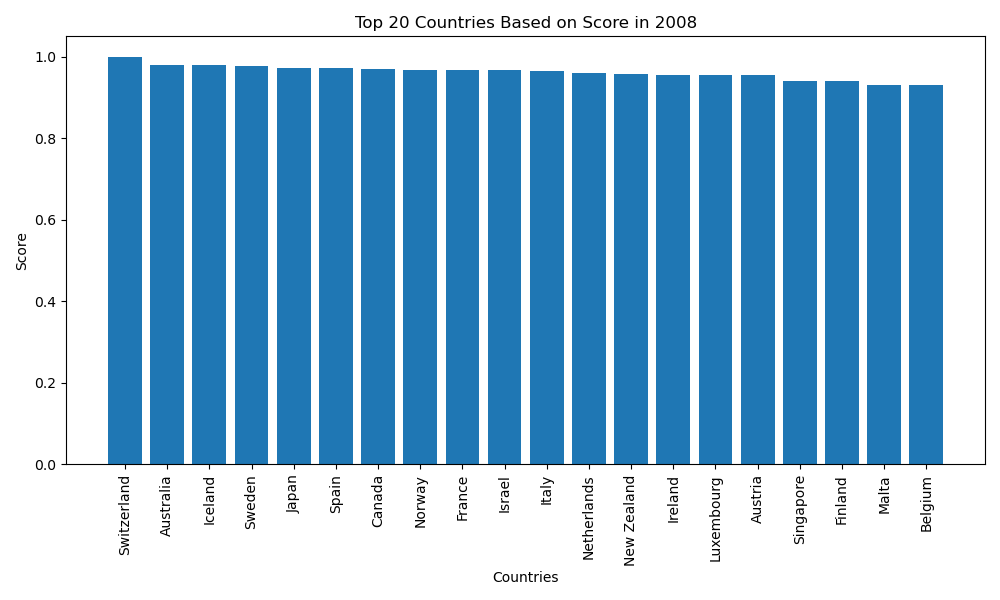 Top 20 Countries Based on Score in 2008
Score
1.0
0.8
0.6
0.4
0.2
0.0
Switzerland
Australia
Iceland
Sweden
Japan
Spain
Canada
Norway
France
Israel
Italy
Netherlands
New Zealand
Ireland
Luxembourg
Austria
Singapore
Finland
Malta
Belgium
Countries